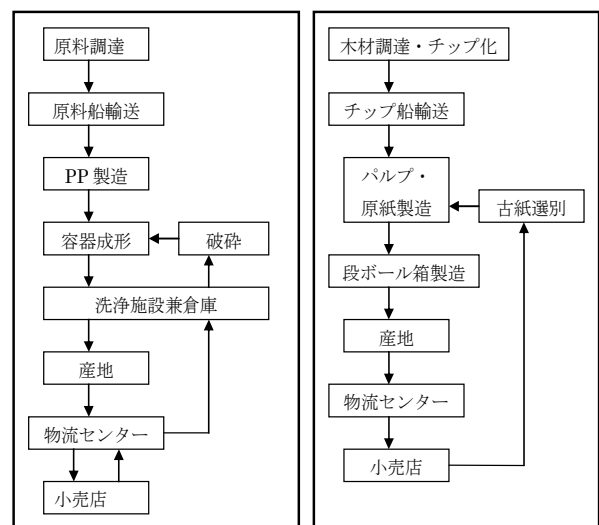 原料調達
原料船輸送
PP 製造
容器成形
破砕
洗浄施設兼倉庫
産地
物流センター
小売店
木材調達・チップ化
チップ船輸送
パルプ・
原紙製造
古紙選別
段ボール箱製造
産地
物流センター
小売店